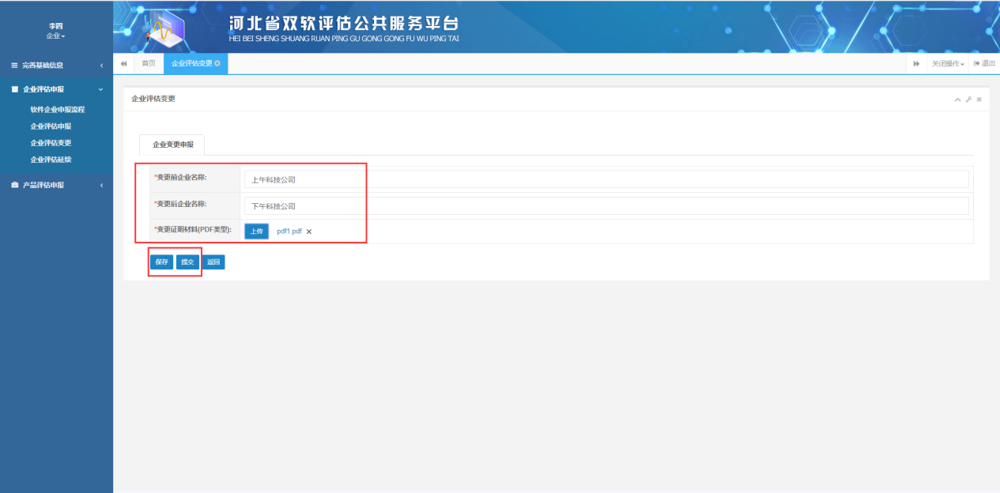 李四
企业
完善基础信息
企业评估申报
软件企业申报流程
企业评估申报
企业评估变更
企业评估延续
产品评估申报
河北省双软评估公共服务平台
HEI BEI SHENG SHUANG RUAN PING GU GONG GONG FU WU PING TAI
首页 企业评估变更 关闭操作 退出
企业评估变更
企业变更申报
*变更前企业名称: 上午科技公司
*变更后企业名称: 下午科技公司
*变更证明材料(PDF类型): 上传 pdf1.pdf
保存 提交 返回